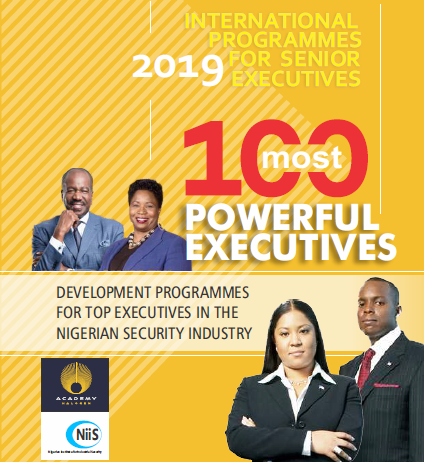 INTERNATIONAL
PROGRAMMES
2019 FOR SENIOR
EXECUTIVES
100
most
POWERFUL
EXECUTIVES
DEVELOPMENT PROGRAMMES
FOR TOP EXECUTIVES IN THE
NIGERIAN SECURITY INDUSTRY
ACADEMY
HALOGEN
NiiS